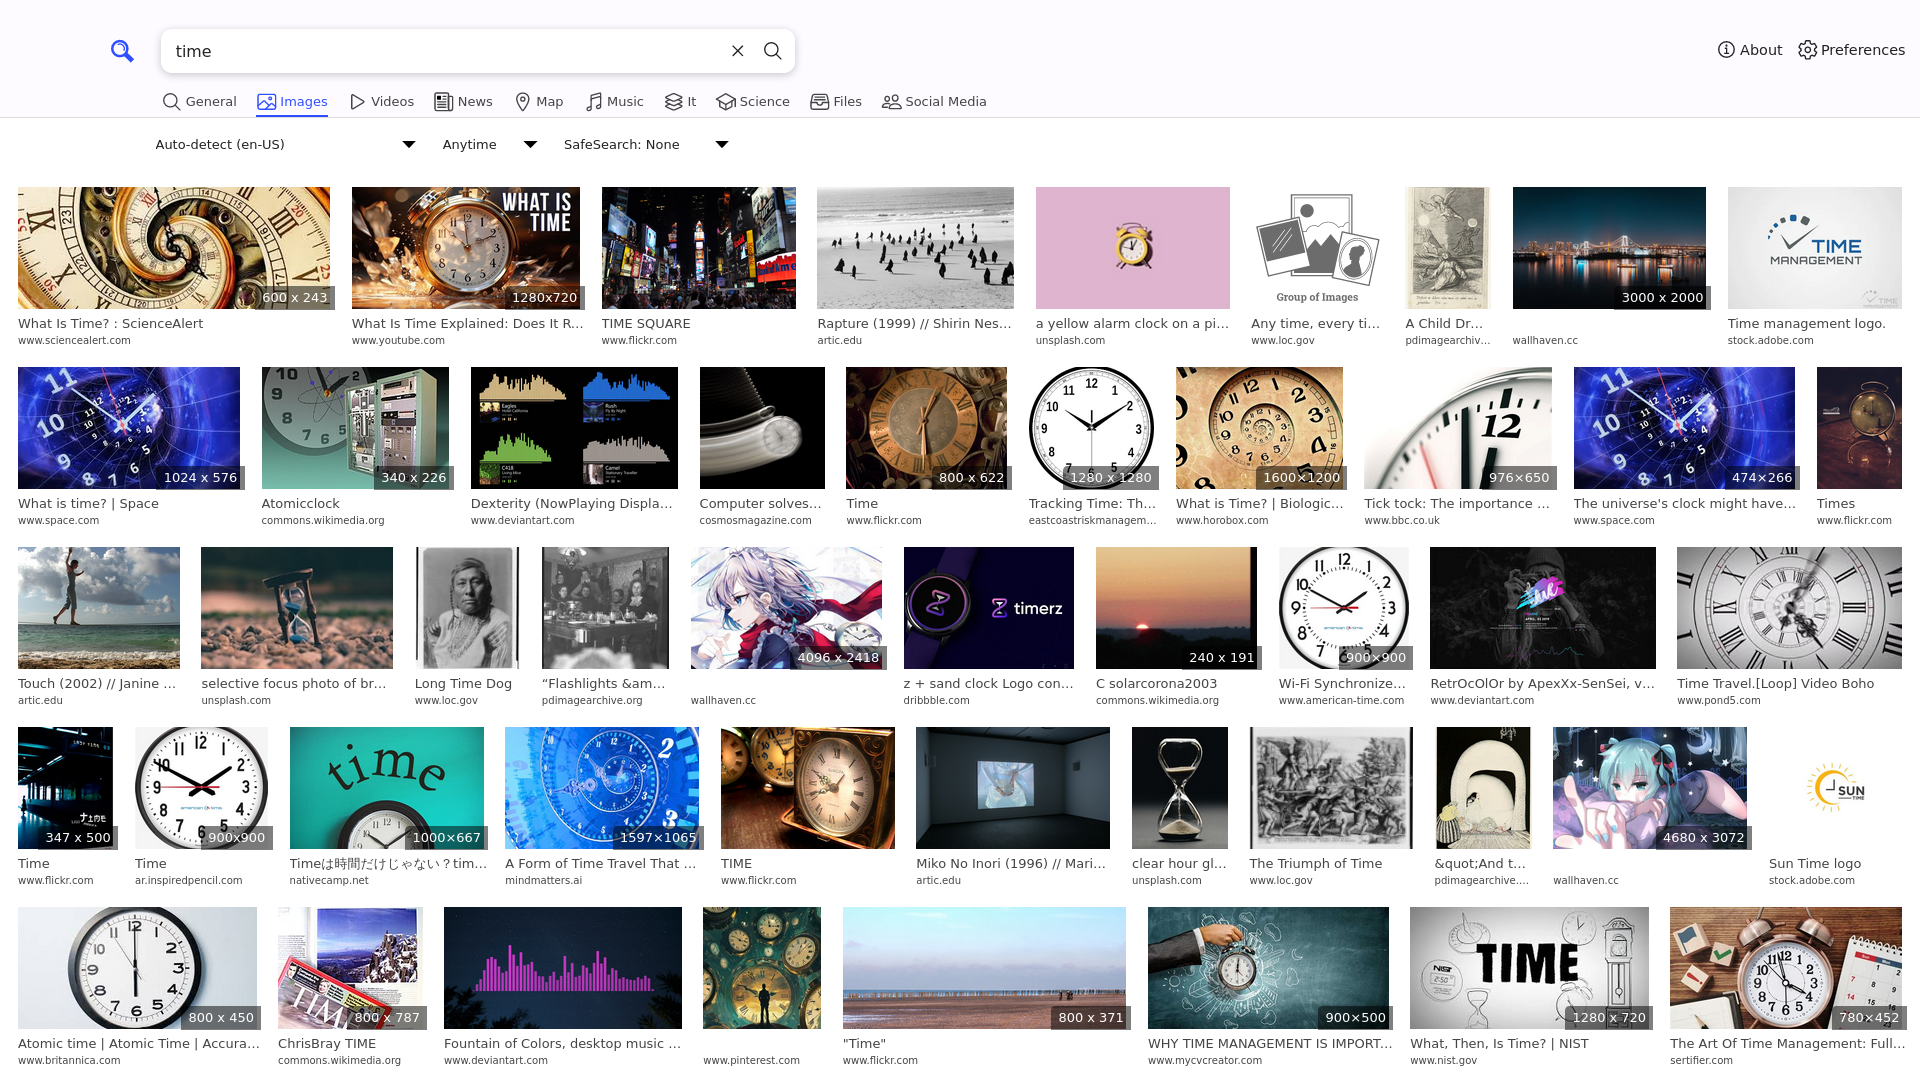 time
About
Preferences
General
Images
Videos
News
Map
Music
It
Science
Files
Social Media
Auto-detect (en-US)
Anytime
SafeSearch: None
600 x 243
What Is Time? : ScienceAlert
www.sciencealert.com
WHAT IS
TIME
1280x720
What Is Time Explained: Does It R...
www.youtube.com
TIME SQUARE
www.flickr.com
Rapture (1999) // Shirin Nes...
artic.edu
a yellow alarm clock on a pi...
unsplash.com
Group of Images
Any time, every ti...
www.loc.gov
A Child Dr...
pdimagearchiv...
3000 x 2000
wallhaven.cc
TIME
MANAGEMENT
Time management logo.
stock.adobe.com
1024 x 576
What is time? | Space
www.space.com
340 x 226
Atomicclock
commons.wikimedia.org
Eagles
Rush
C418
Camel
Dexterity (NowPlaying Displa...
www.deviantart.com
Computer solves...
cosmosmagazine.com
800 x 622
Time
www.flickr.com
1280 x 1280
Tracking Time: Th...
eastcoastriskmanagem...
1600×1200
What is Time? | Biologic...
www.horobox.com
12
976×650
Tick tock: The importance ...
www.bbc.co.uk
474×266
The universe's clock might have...
www.space.com
Times
www.flickr.com
Touch (2002) // Janine ...
artic.edu
selective focus photo of br...
unsplash.com
Long Time Dog
www.loc.gov
“Flashlights &am...
pdimagearchive.org
4096 x 2418
wallhaven.cc
timerz
z + sand clock Logo con...
dribbble.com
240 x 191
C solarcorona2003
commons.wikimedia.org
american time
900×900
Wi-Fi Synchronize...
www.american-time.com
RetrOcOlOr by ApexXx-SenSei, v...
www.deviantart.com
Time Travel.[Loop] Video Boho
www.pond5.com
347 x 500
Time
www.flickr.com
american time
900x900
Time
ar.inspiredpencil.com
time
1000×667
Timeは時間だけじゃない？tim...
nativecamp.net
1597×1065
A Form of Time Travel That ...
mindmatters.ai
TIME
www.flickr.com
Miko No Inori (1996) // Mari...
artic.edu
clear hour gl...
unsplash.com
The Triumph of Time
www.loc.gov
&quot;And t...
pdimagearchive....
4680 x 3072
wallhaven.cc
SUN
TIME
Sun Time logo
stock.adobe.com
800 x 450
Atomic time | Atomic Time | Accura...
www.britannica.com
TIM
800 x 787
ChrisBray TIME
commons.wikimedia.org
Fountain of Colors, desktop music ...
www.deviantart.com
www.pinterest.com
800 x 371
"Time"
www.flickr.com
900×500
WHY TIME MANAGEMENT IS IMPORT...
www.mycvcreator.com
NIST
TIME
1280 x 720
What, Then, Is Time? | NIST
www.nist.gov
780×452
The Art Of Time Management: Full...
sertifier.com